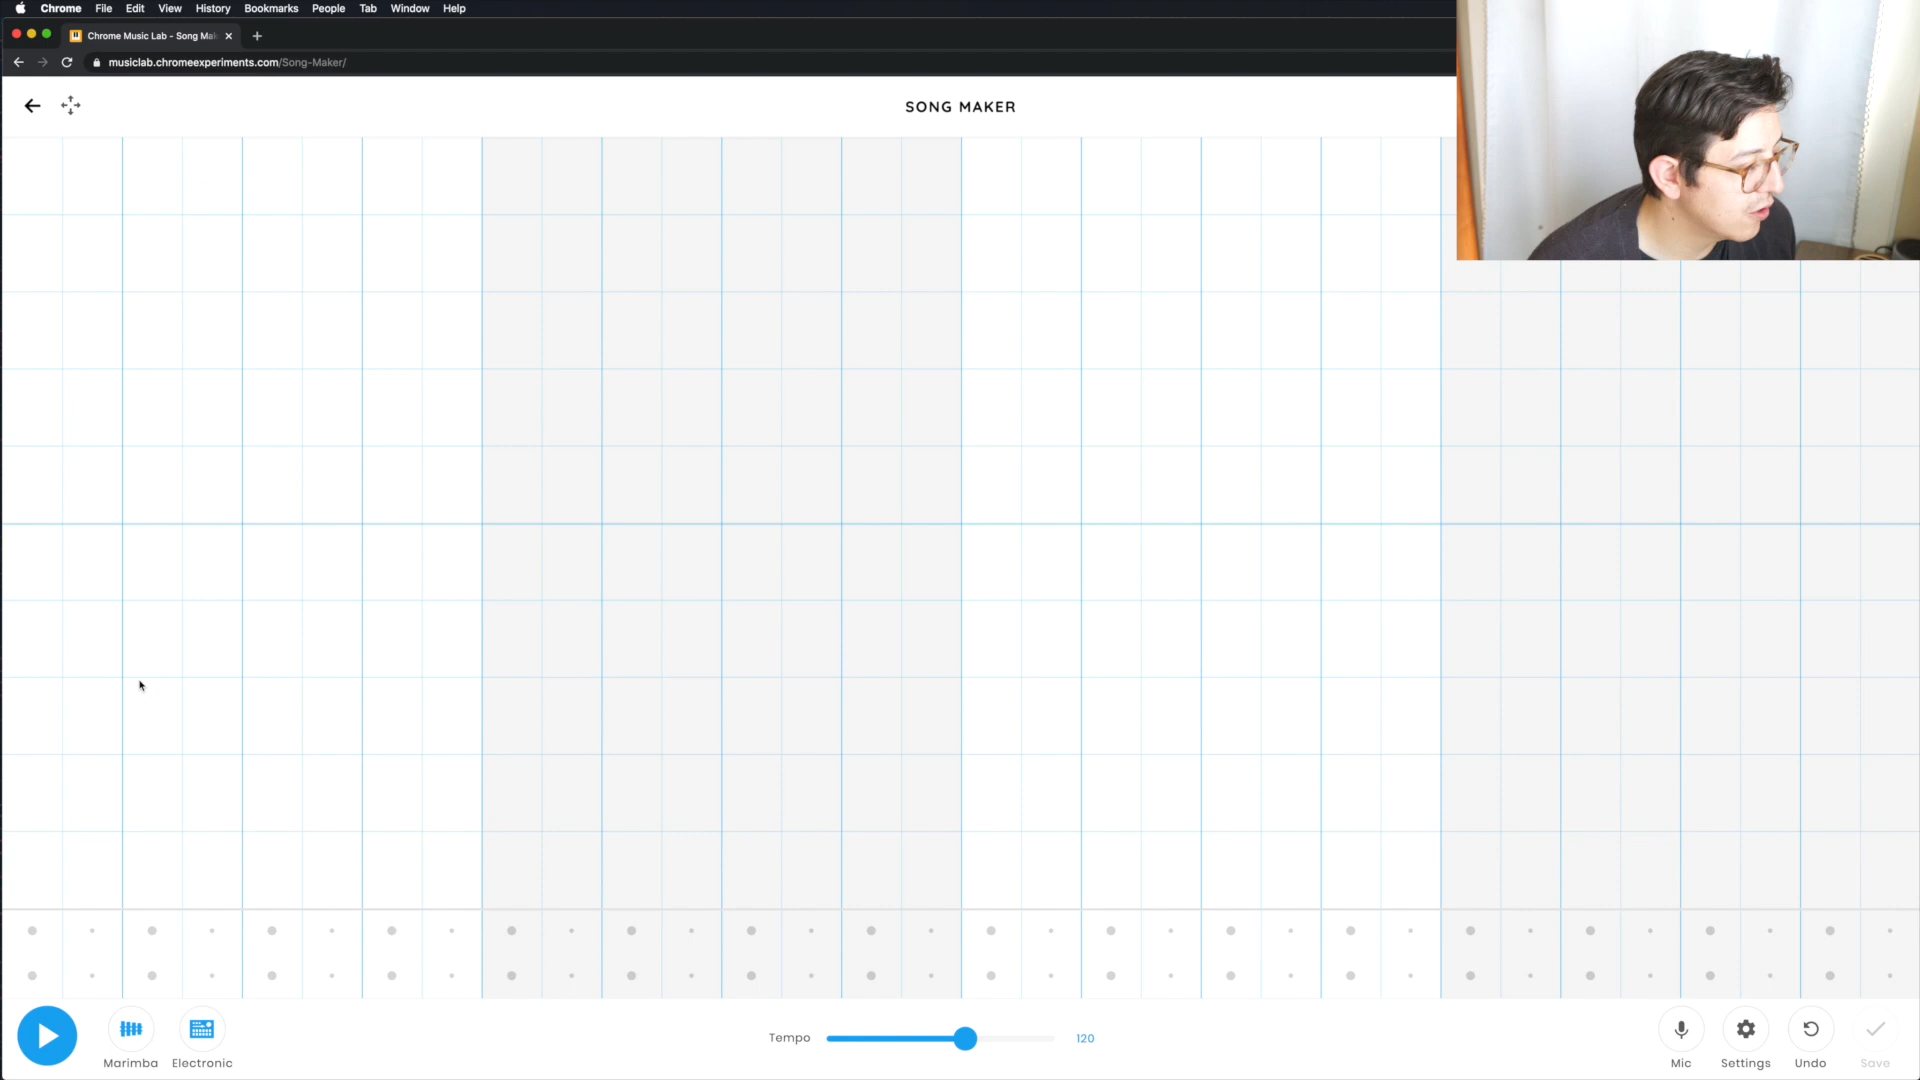 Chrome File Edit View History Bookmarks People Tab Window Help
Chrome Music Lab - Song Mak
musiclab.chromeexperiments.com/Song-Maker/
SONG MAKER
Tempo 120
Marimba Electronic
Mic Settings Undo Save